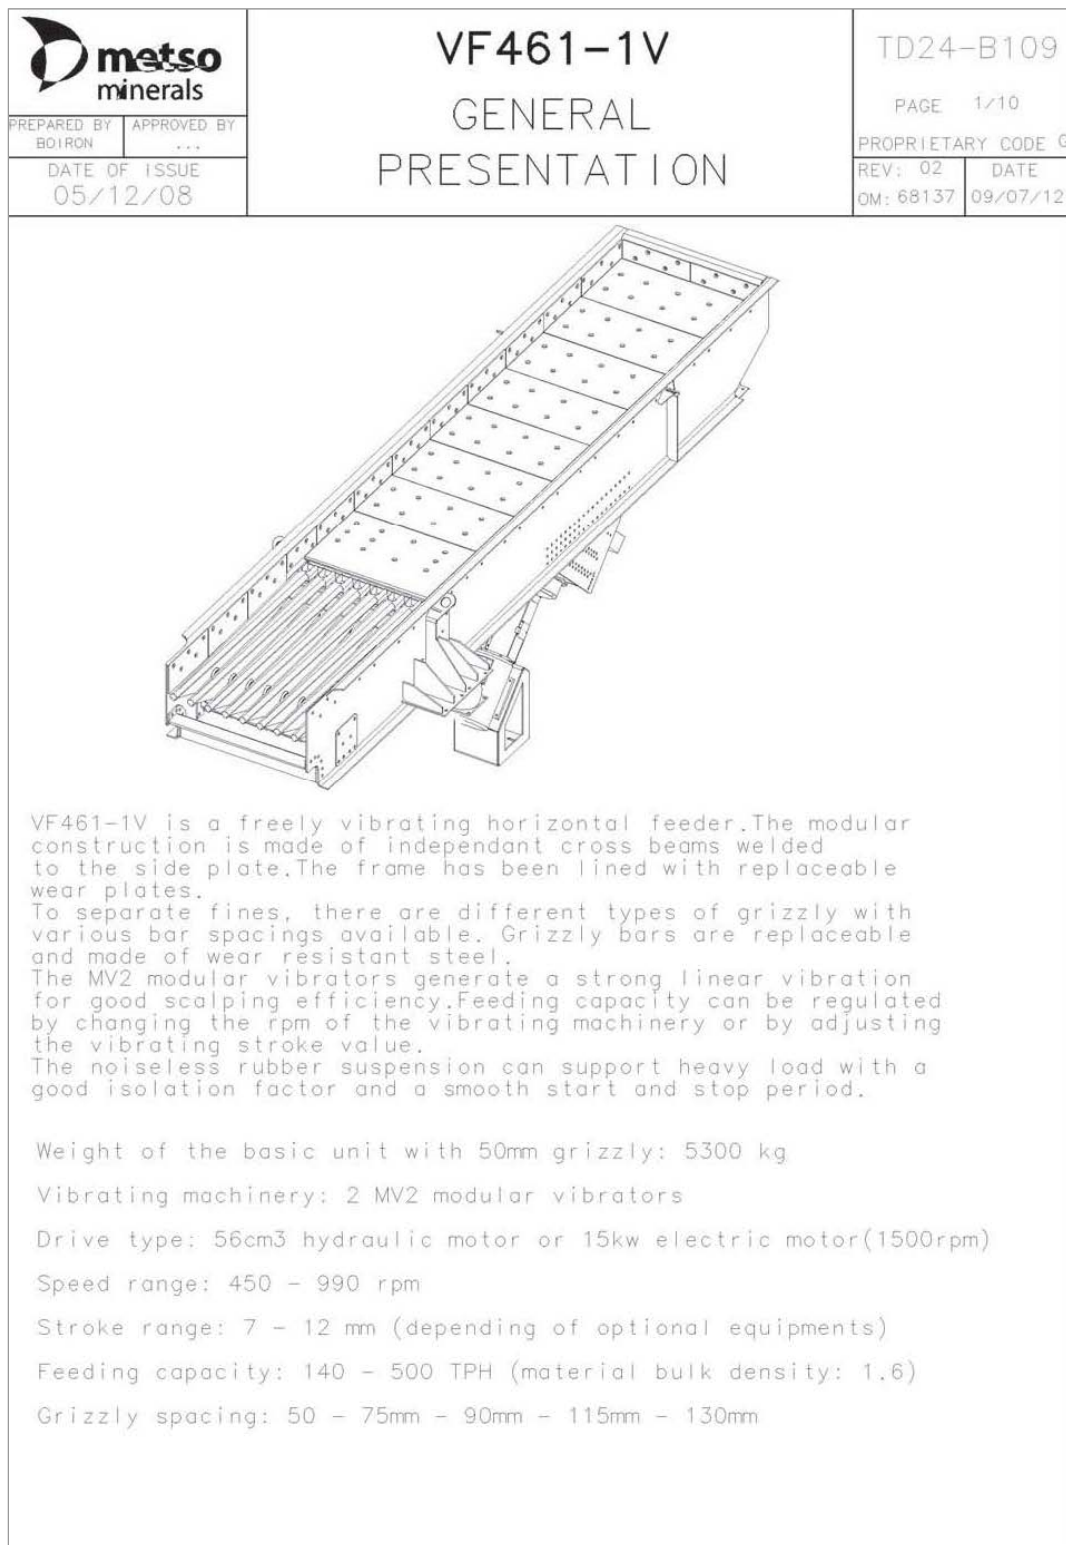 metso
minerals
PREPARED BY
BOIRON
APPROVED BY
...
DATE OF ISSUE
05/12/08
VF461-1V
GENERAL
PRESENTATION
TD24-B109
PAGE 1/10
PROPRIETARY CODE G
REV: 02
OM: 68137
DATE
09/07/12
VF461-1V is a freely vibrating horizontal feeder.The modular
construction is made of independant cross beams welded
to the side plate.The frame has been lined with replaceable
wear plates.
To separate fines, there are different types of grizzly with
various bar spacings available. Grizzly bars are replaceable
and made of wear resistant steel.
The MV2 modular vibrators generate a strong linear vibration
for good scalping efficiency.Feeding capacity can be regulated
by changing the rpm of the vibrating machinery or by adjusting
the vibrating stroke value.
The noiseless rubber suspension can support heavy load with a
good isolation factor and a smooth start and stop period.
Weight of the basic unit with 50mm grizzly: 5300 kg
Vibrating machinery: 2 MV2 modular vibrators
Drive type: 56cm3 hydraulic motor or 15kw electric motor(1500rpm)
Speed range: 450 - 990 rpm
Stroke range: 7 - 12 mm (depending of optional equipments)
Feeding capacity: 140 - 500 TPH (material bulk density: 1.6)
Grizzly spacing: 50 - 75mm - 90mm - 115mm - 130mm